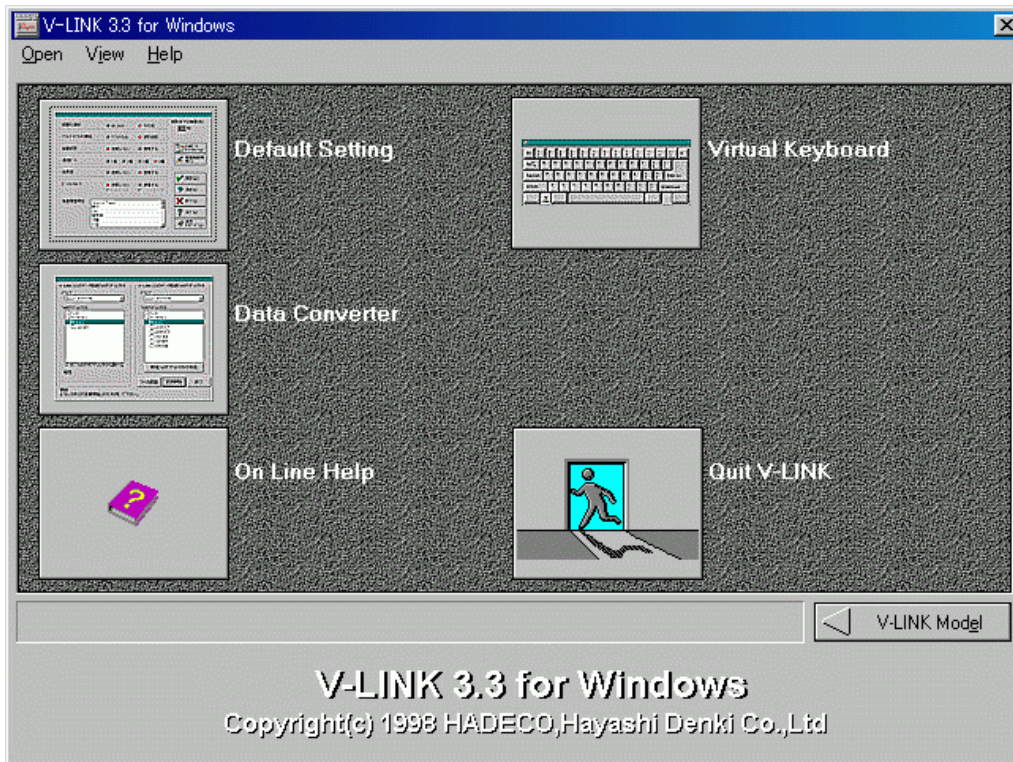 V-LINK 3.3 for Windows
Open View Help
Default Setting
Virtual Keyboard
Data Converter
On Line Help
?
Quit V-LINK
V-LINK Model
V-LINK 3.3 for Windows
Copyright(c) 1998 HADECO,Hayashi Denki Co.,Ltd